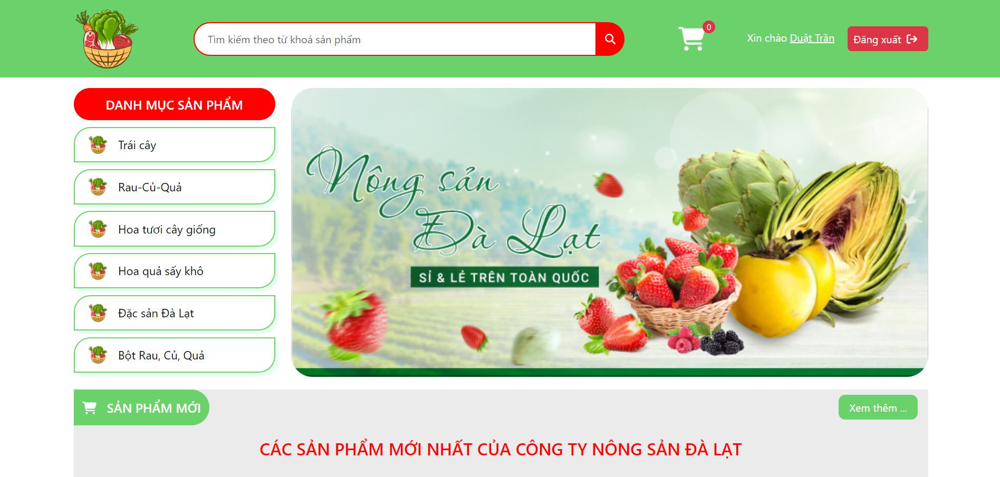 Tìm kiếm theo từ khoá sản phẩm
0
Xin chào Duật Trần
Đăng xuất
DANH MỤC SẢN PHẨM
Trái cây
Rau-Củ-Quả
Hoa tươi cây giống
Hoa quả sấy khô
Đặc sản Đà Lạt
Bột Rau, Củ, Quả
Nông sản
Đà Lạt
SỈ & LẺ TRÊN TOÀN QUỐC
SẢN PHẨM MỚI
Xem thêm ...
CÁC SẢN PHẨM MỚI NHẤT CỦA CÔNG TY NÔNG SẢN ĐÀ LẠT